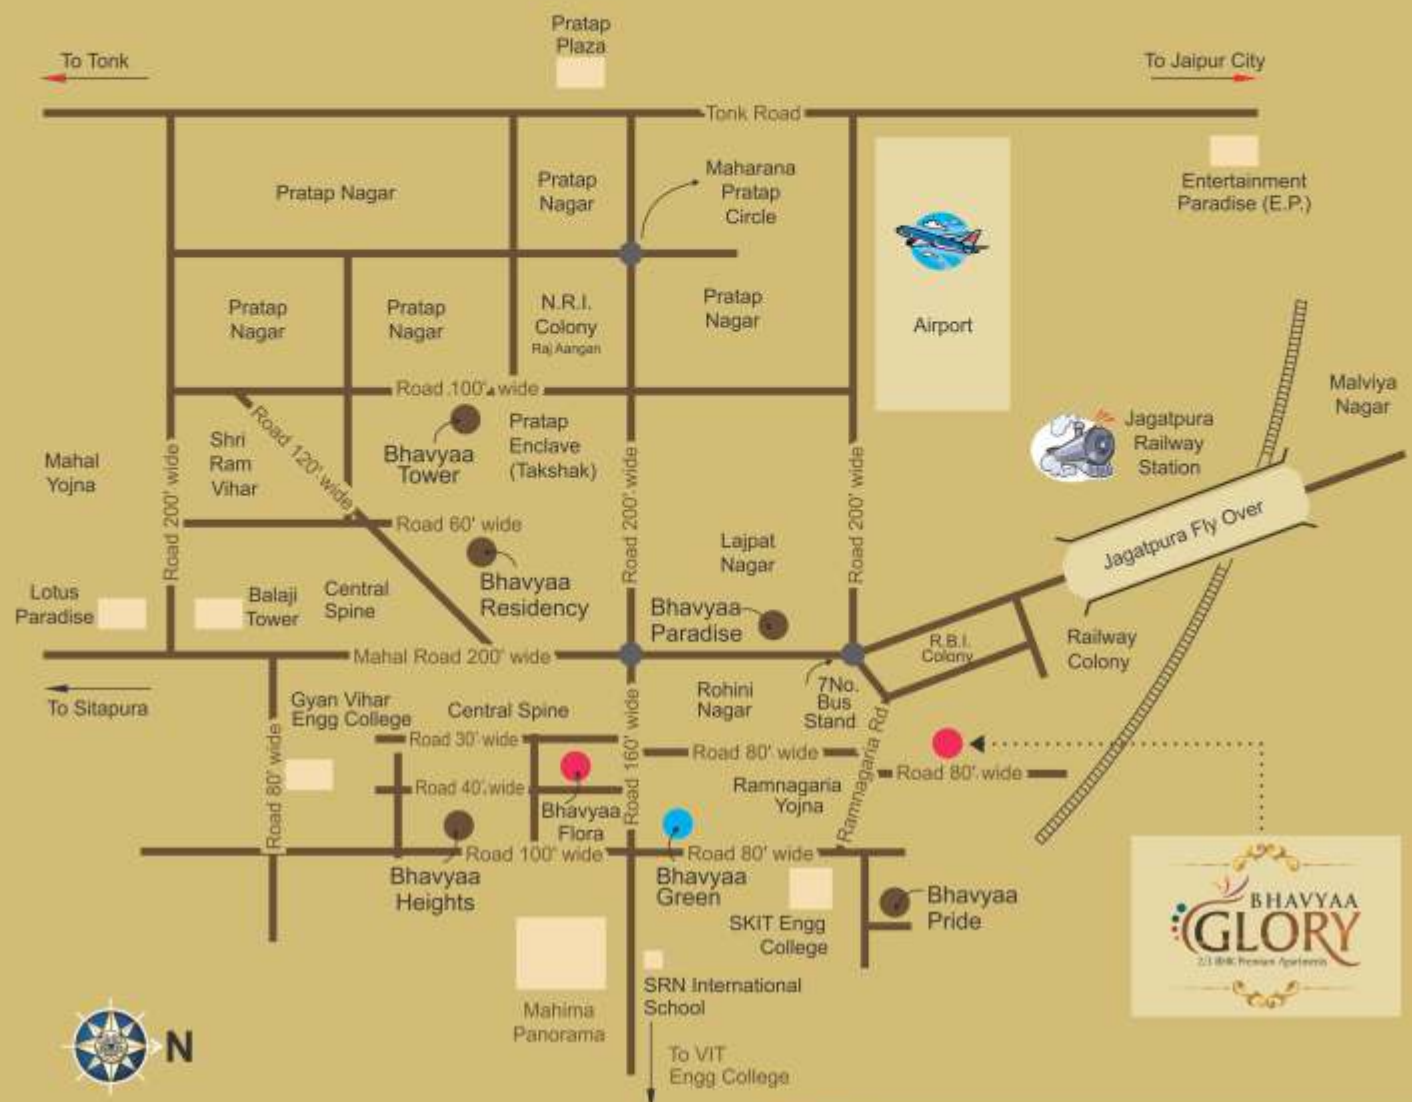 Pratap
Plaza
To Tonk
To Jaipur City
Tonk Road
Pratap Nagar
Pratap
Nagar
Maharana
Pratap
Circle
Entertainment
Paradise (E.P.)
Pratap
Nagar
Pratap
Nagar
N.R.I.
Colony
Raj Aangan
Pratap
Nagar
Airport
Road 100' wide
Malviya
Nagar
Road 120' wide
Shri
Ram
Vihar
Bhavyaa
Tower
Pratap
Enclave
(Takshak)
Jagatpura
Railway
Station
Mahal
Yojna
Road 200' wide
Road 200' wide
Road 200' wide
Road 60' wide
Jagatpura Fly Over
Lajpat
Nagar
Lotus
Paradise
Balaji
Tower
Central
Spine
Bhavyaa
Residency
Bhavyaa
Paradise
R.B.I.
Colony
Railway
Colony
Mahal Road 200' wide
To Sitapura
Gyan Vihar
Engg College
Central Spine
Rohini
Nagar
7No.
Bus
Stand
Road 80' wide
Road 30' wide
Road 160' wide
Road 80' wide
Ramnagaria Rd
Road 80' wide
Road 40' wide
Ramnagaria
Yojna
Bhavyaa
Flora
Road 100' wide
Road 80' wide
Bhavyaa
Heights
Bhavyaa
Green
SKIT Engg
College
Bhavyaa
Pride
BHAVYAA
GLORY
2/3 BHK Premium Apartments
SRN International
School
Mahima
Panorama
To VIT
Engg College
N